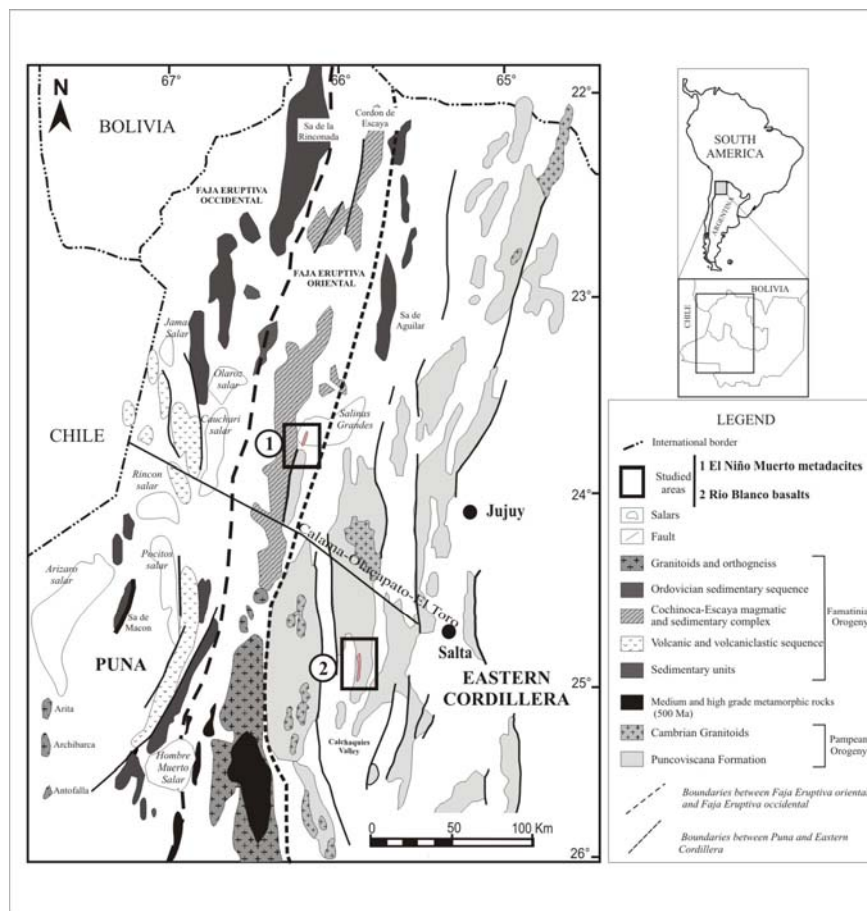 67°
66°
65°
N
BOLIVIA
Sa de la
Rinconada
Cordon de
Escaya
22°
FAJA ERUPTIVA
OCCIDENTAL
FAJA ERUPTIVA
ORIENTAL
23°
Sa de
Aguilar
Jama
Salar
Olaroz
salar
Cauchari
salar
Salinas
Grandes
CHILE
1
Rincon
salar
24°
Jujuy
Calama-Olacapato-El Toro
Arizaro
salar
Pocitos
salar
Sa de
Macon
PUNA
Salta
2
EASTERN
CORDILLERA
25°
Arita
Archibarca
Antofalla
Hombre
Muerto
Salar
Calchaquies
Valley
0 50 100 Km
26°
SOUTH
AMERICA
ARGENTINA
BOLIVIA
CHILE
LEGEND
International border
Studied
areas
1 El Niño Muerto metadacites
2 Rio Blanco basalts
Salars
Fault
Granitoids and orthogneiss
Ordovician sedimentary sequence
Cochinoca-Escaya magmatic
and sedimentary complex
Volcanic and volcaniclastic sequence
Sedimentary units
Famatinian
Orogeny
Medium and high grade metamorphic rocks
(500 Ma)
Cambrian Granitoids
Puncoviscana Formation
Pampean
Orogeny
Boundaries between Faja Eruptiva oriental
and Faja Eruptiva occidental
Boundaries between Puna and Eastern
Cordillera